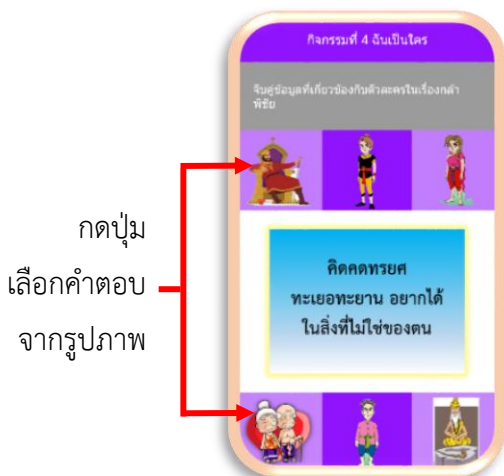 กิจกรรมที่ 4 ฉันเป็นใคร
จับคู่ข้อมูลที่เกี่ยวข้องกับตัวละครในเรื่องกล้า
พิชัย
กดปุ่ม
เลือกคำตอบ
จากรูปภาพ
คิดคดทรยศ
ทะเยอทะยาน อยากได้
ในสิ่งที่ไม่ใช่ของตน